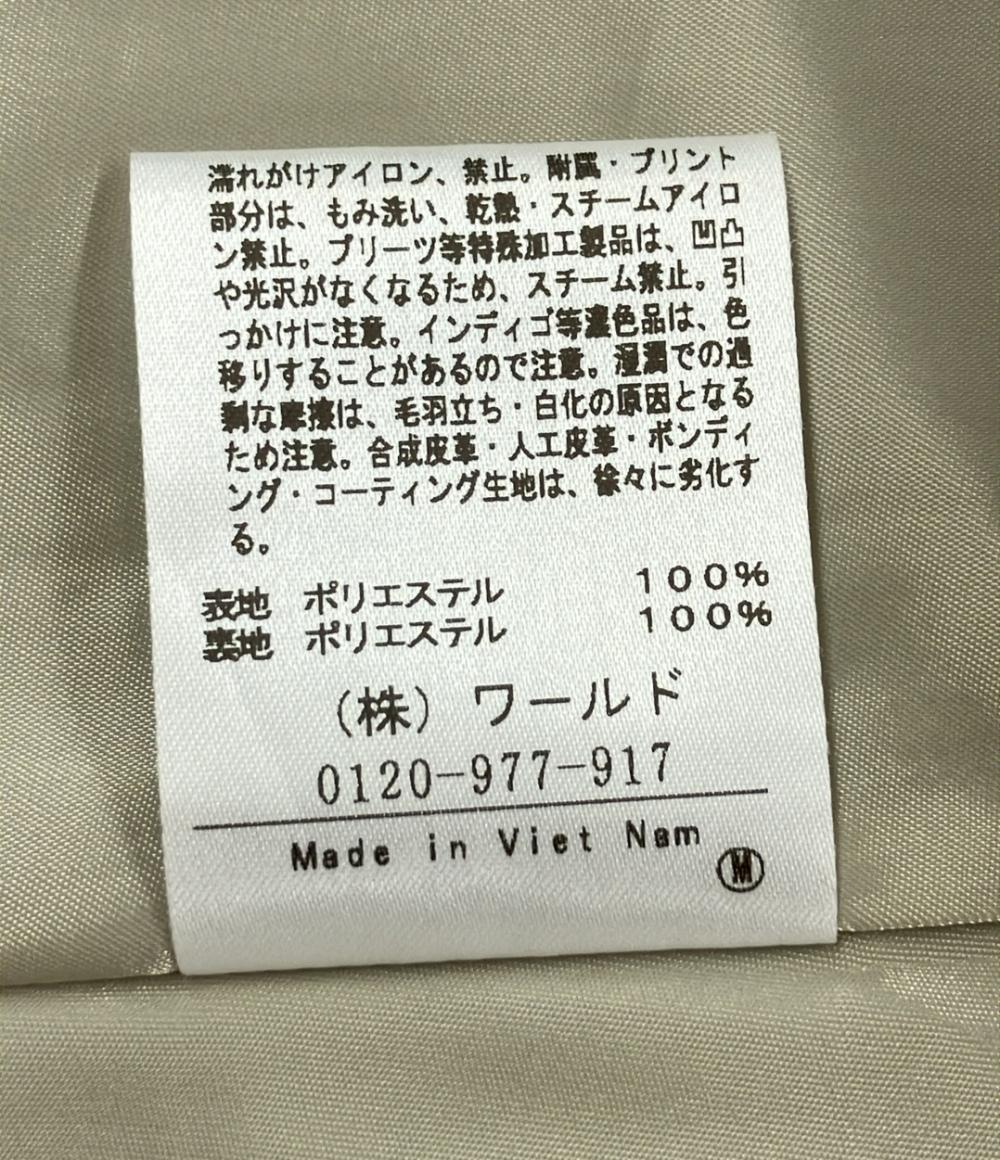 濡れがけアイロン、禁止。附属・プリント
部分は、もみ洗い、乾熱・スチームアイロ
ン禁止。プリーツ等特殊加工製品は、凹凸
や光沢がなくなるため、スチーム禁止。引
っかけに注意。インディゴ等濃色品は、色
移りすることがあるので注意。湿潤での過
剰な摩擦は、毛羽立ち・白化の原因となる
ため注意。合成皮革・人工皮革・ボンディ
ング・コーティング生地は、徐々に劣化す
る。
表地 ポリエステル 100%
裏地 ポリエステル 100%
(株) ワールド
0120-977-917
Made in Viet Nam
Ⓜ